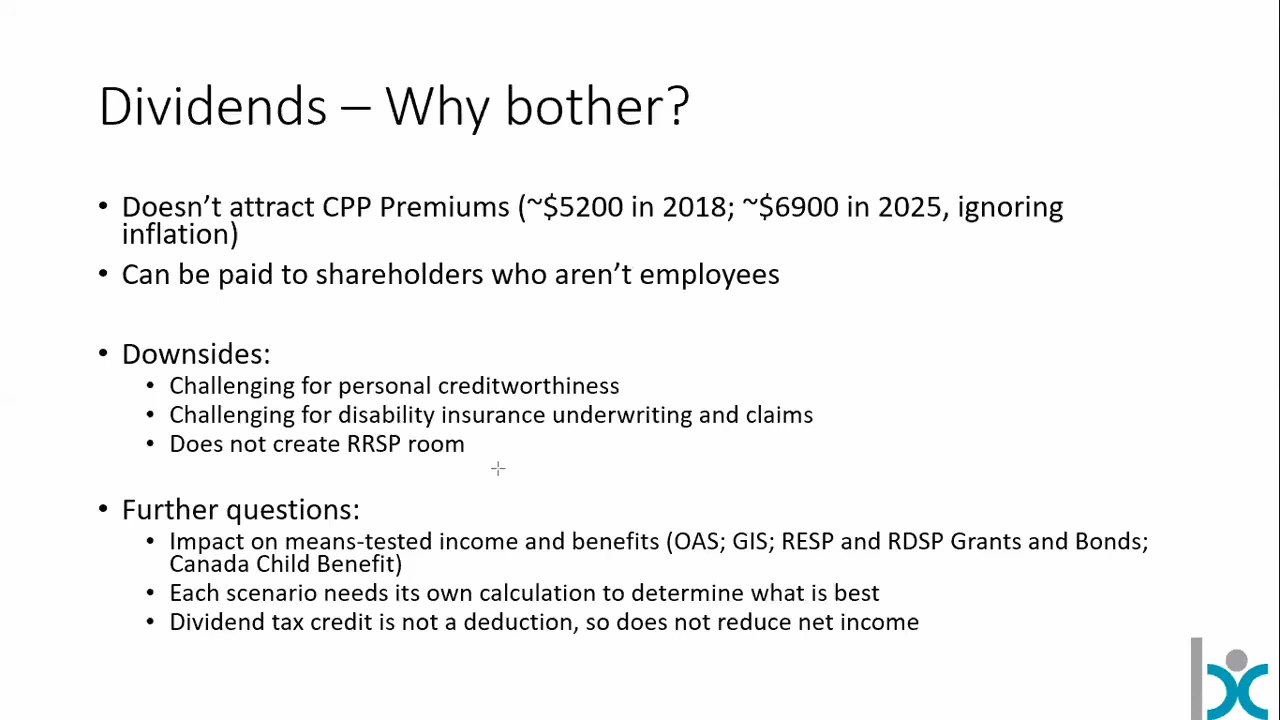 Dividends – Why bother?
• Doesn’t attract CPP Premiums (~$5200 in 2018; ~$6900 in 2025, ignoring
inflation)
• Can be paid to shareholders who aren’t employees
• Downsides:
• Challenging for personal creditworthiness
• Challenging for disability insurance underwriting and claims
• Does not create RRSP room
• Further questions:
• Impact on means-tested income and benefits (OAS; GIS; RESP and RDSP Grants and Bonds;
Canada Child Benefit)
• Each scenario needs its own calculation to determine what is best
• Dividend tax credit is not a deduction, so does not reduce net income